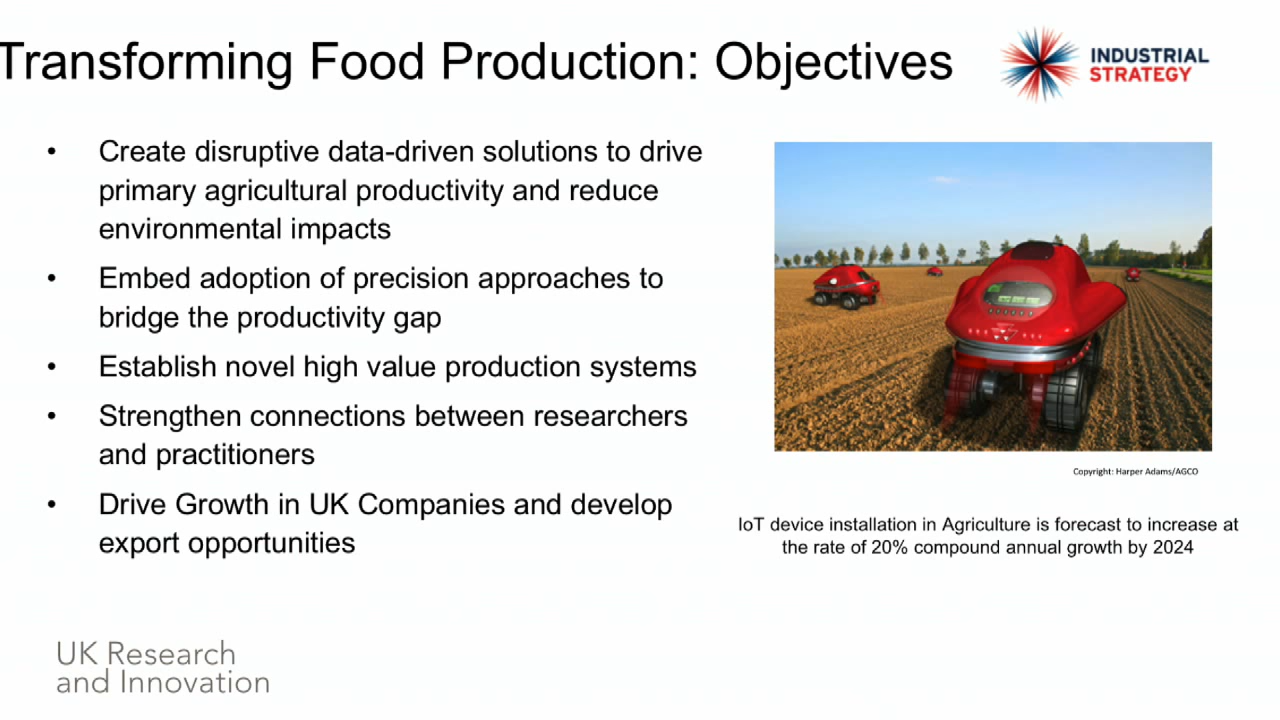 Transforming Food Production: Objectives
INDUSTRIAL
STRATEGY
• Create disruptive data-driven solutions to drive
primary agricultural productivity and reduce
environmental impacts
• Embed adoption of precision approaches to
bridge the productivity gap
• Establish novel high value production systems
• Strengthen connections between researchers
and practitioners
• Drive Growth in UK Companies and develop
export opportunities
Copyright: Harper Adams/AGCO
IoT device installation in Agriculture is forecast to increase at
the rate of 20% compound annual growth by 2024
UK Research
and Innovation